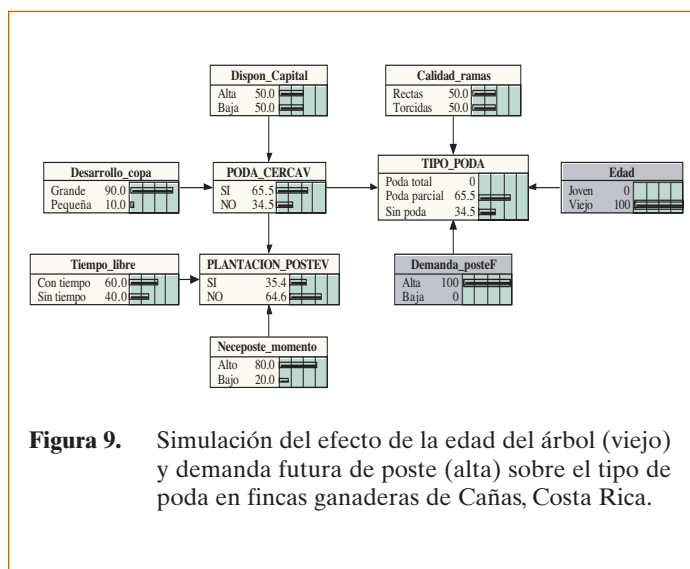 Dispon_Capital
Alta 50.0
Baja 50.0
Calidad_ramas
Rectas 50.0
Torcidas 50.0
Desarrollo_copa
Grande 90.0
Pequeña 10.0
PODA_CERCAV
SI 65.5
NO 34.5
TIPO_PODA
Poda total 0
Poda parcial 65.5
Sin poda 34.5
Edad
Joven 0
Viejo 100
Tiempo_libre
Con tiempo 60.0
Sin tiempo 40.0
PLANTACION_POSTEV
SI 35.4
NO 64.6
Demanda_posteF
Alta 100
Baja 0
Neceposte_momento
Alto 80.0
Bajo 20.0
Figura 9. Simulación del efecto de la edad del árbol (viejo)
y demanda futura de poste (alta) sobre el tipo de
poda en fincas ganaderas de Cañas, Costa Rica.